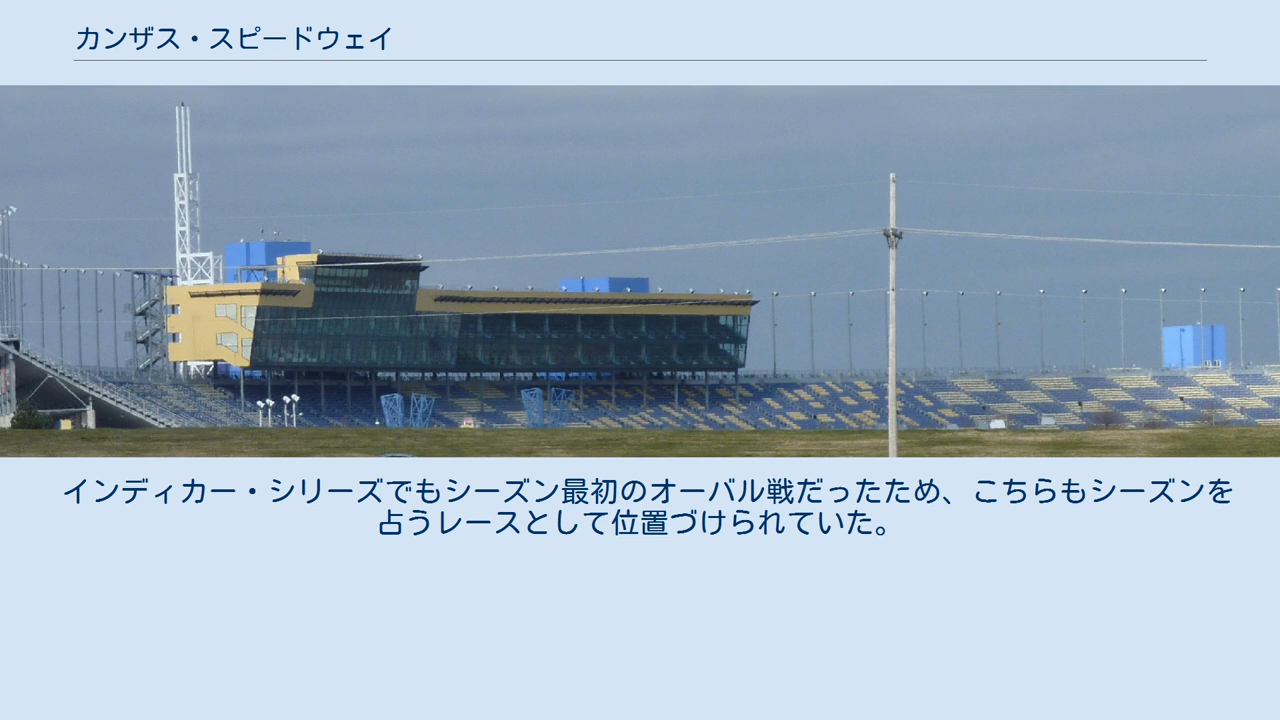 カンザス・スピードウェイ
インディカー・シリーズでもシーズン最初のオーバル戦だったため、こちらもシーズンを
占うレースとして位置づけられていた。